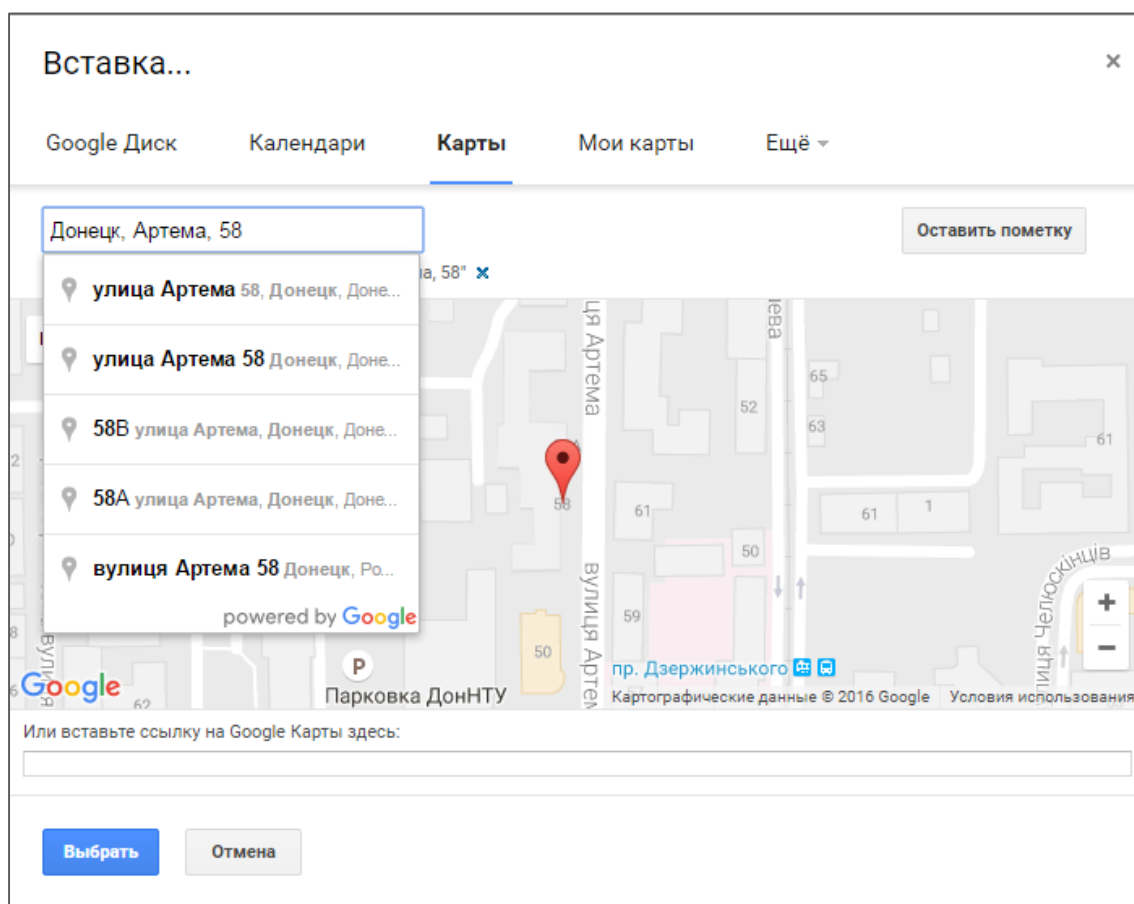 Вставка...
×
Google Диск
Календари
Карты
Мои карты
Ещё
Донецк, Артема, 58
Оставить пометку
а, 58"
улица Артема 58, Донецк, Доне...
улица Артема 58 Донецк, Доне...
58В улица Артема, Донецк, Доне...
58А улица Артема, Донецк, Доне...
вулиця Артема 58 Донецк, Ро...
powered by Google
ця Артема
нева
65
52
63
61
58
61
61
1
50
59
вулиця Артем
50
вулиця Челюскінців
+
−
P
Парковка ДонНТУ
пр. Дзержинського
Google
62
Картографические данные © 2016 Google
Условия использования
Или вставьте ссылку на Google Карты здесь:
Выбрать
Отмена